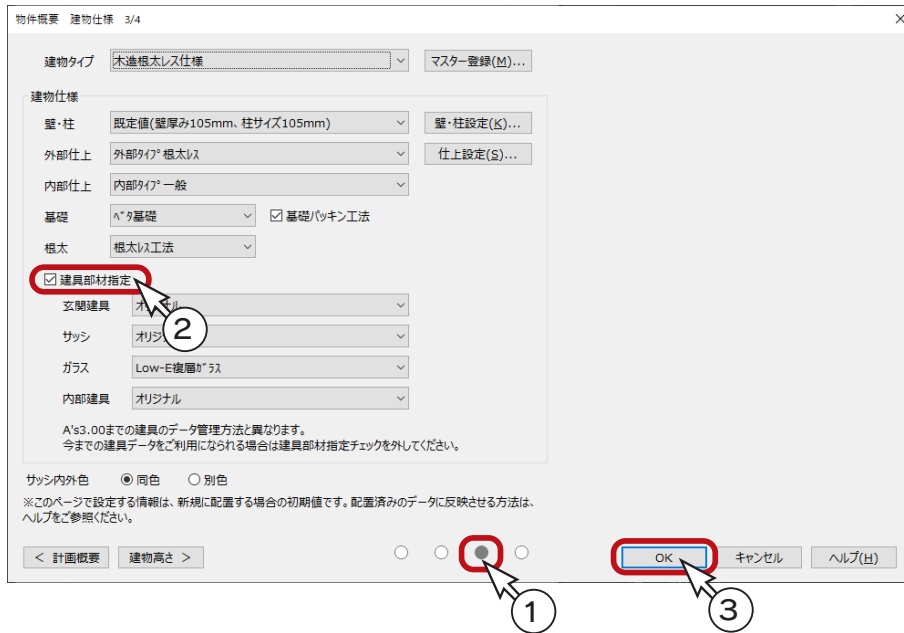 物件概要　建物仕様　3/4
建物タイプ 木造根太レス仕様 マスター登録(M)...
建物仕様
壁・柱 既定値(壁厚み105mm、柱サイズ105mm) 壁・柱設定(K)...
外部仕上 外部ﾀｲﾌﾟ根太ﾚｽ 仕上設定(S)...
内部仕上 内部ﾀｲﾌﾟ一般
基礎 ﾍﾞﾀ基礎 基礎パッキン工法
根太 根太ﾚｽ工法
建具部材指定
玄関建具
サッシ オリジ
②
ガラス Low-E複層ｶﾞﾗｽ
内部建具 オリジナル
A's3.00までの建具のデータ管理方法と異なります。
今までの建具データをご利用になられる場合は建具部材指定チェックを外してください。
サッシ内外色 同色 別色
※このページで設定する情報は、新規に配置する場合の初期値です。配置済みのデータに反映させる方法は、
ヘルプをご参照ください。
< 計画概要 建物高さ > OK キャンセル ヘルプ(H)
① ③